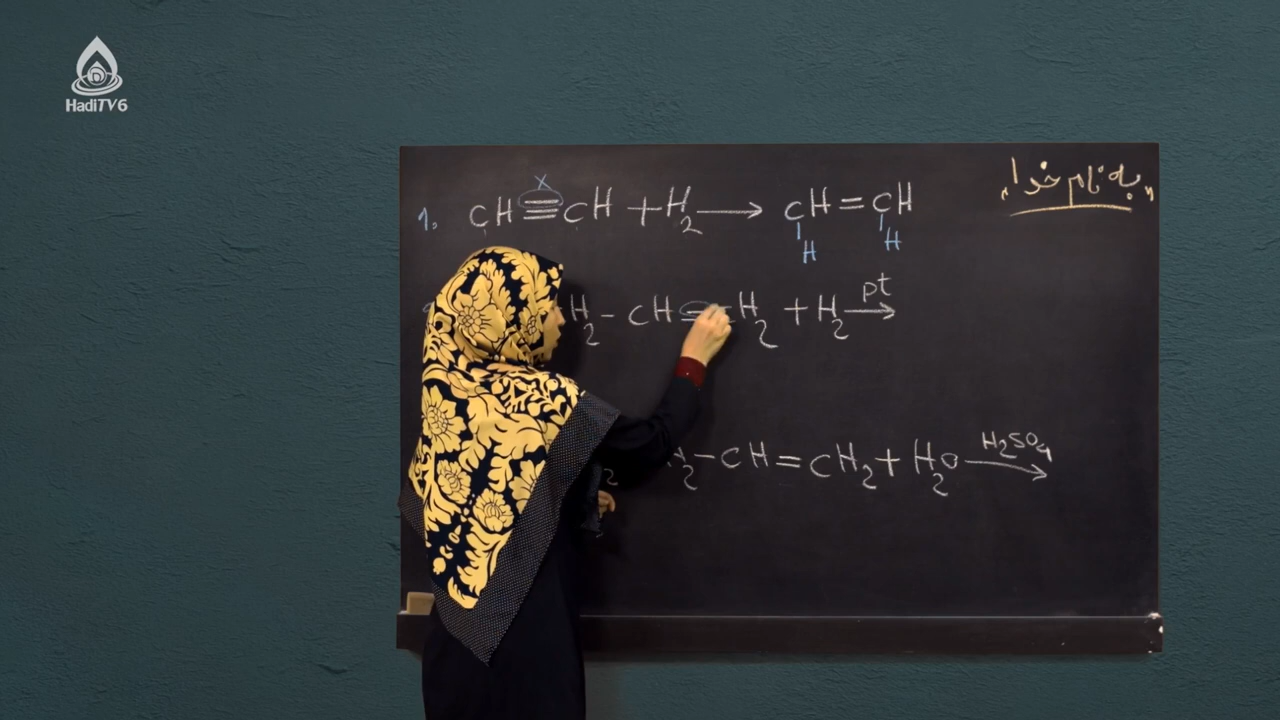 HadiTV6
«به نام خدا»
1. CH≡CH + H2 → CH=CH
H H
H2-CH=CH2 + H2 → pt
H2-CH=CH2 + H2O → H2SO4